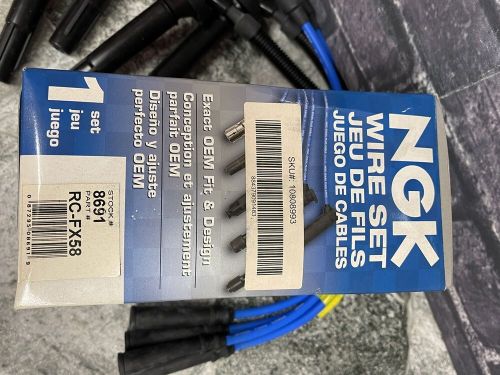 NGK
WIRE SET
JEU DE FILS
JUEGO DE CABLES
SKU#: 10808993
Exact OEM Fit & Design
Conception et ajustement
parfait OEM
Diseño y ajuste
perfecto OEM
1
set
jeu
juego
STOCK#
8691
PART#
RC-FX58